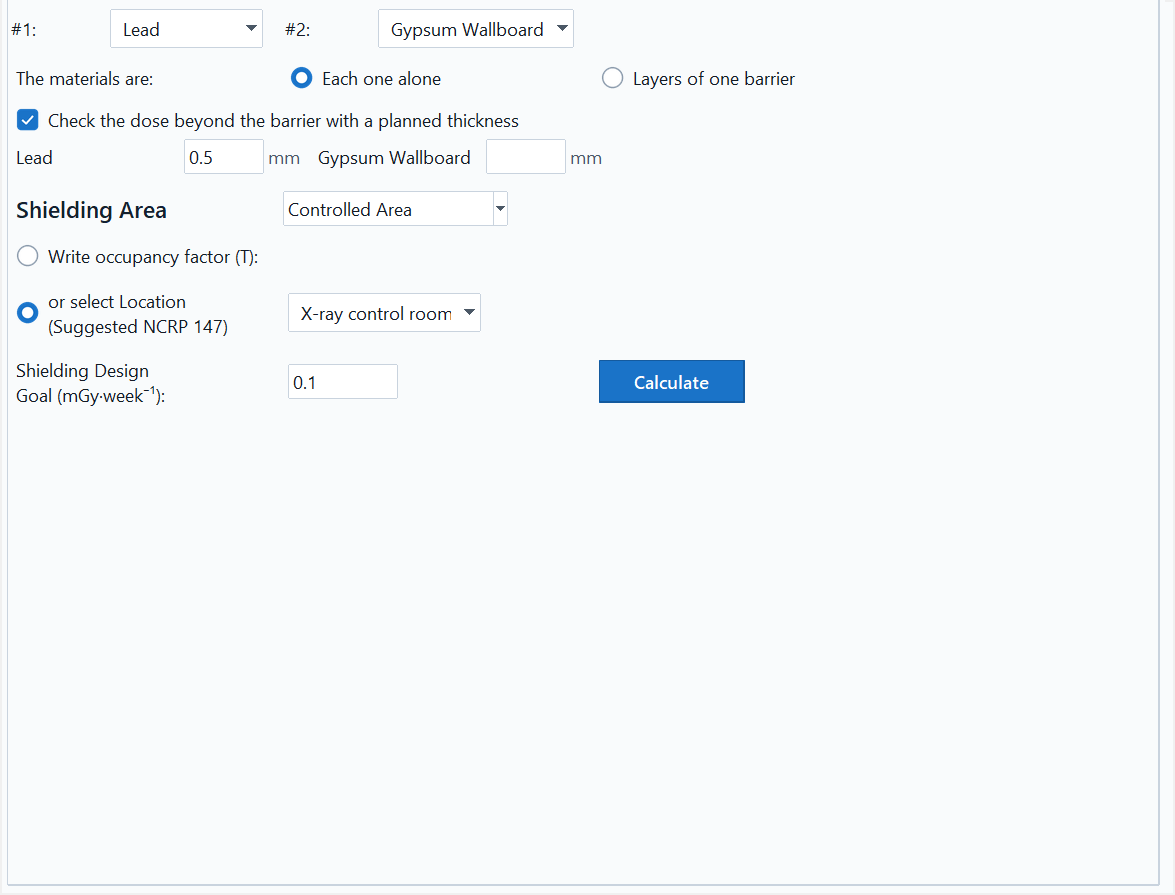 #1: Lead #2: Gypsum Wallboard
The materials are: Each one alone Layers of one barrier
Check the dose beyond the barrier with a planned thickness
Lead 0.5 mm Gypsum Wallboard mm
Shielding Area Controlled Area
Write occupancy factor (T):
or select Location
(Suggested NCRP 147)
X-ray control room
Shielding Design
Goal (mGy·week⁻¹):
0.1
Calculate